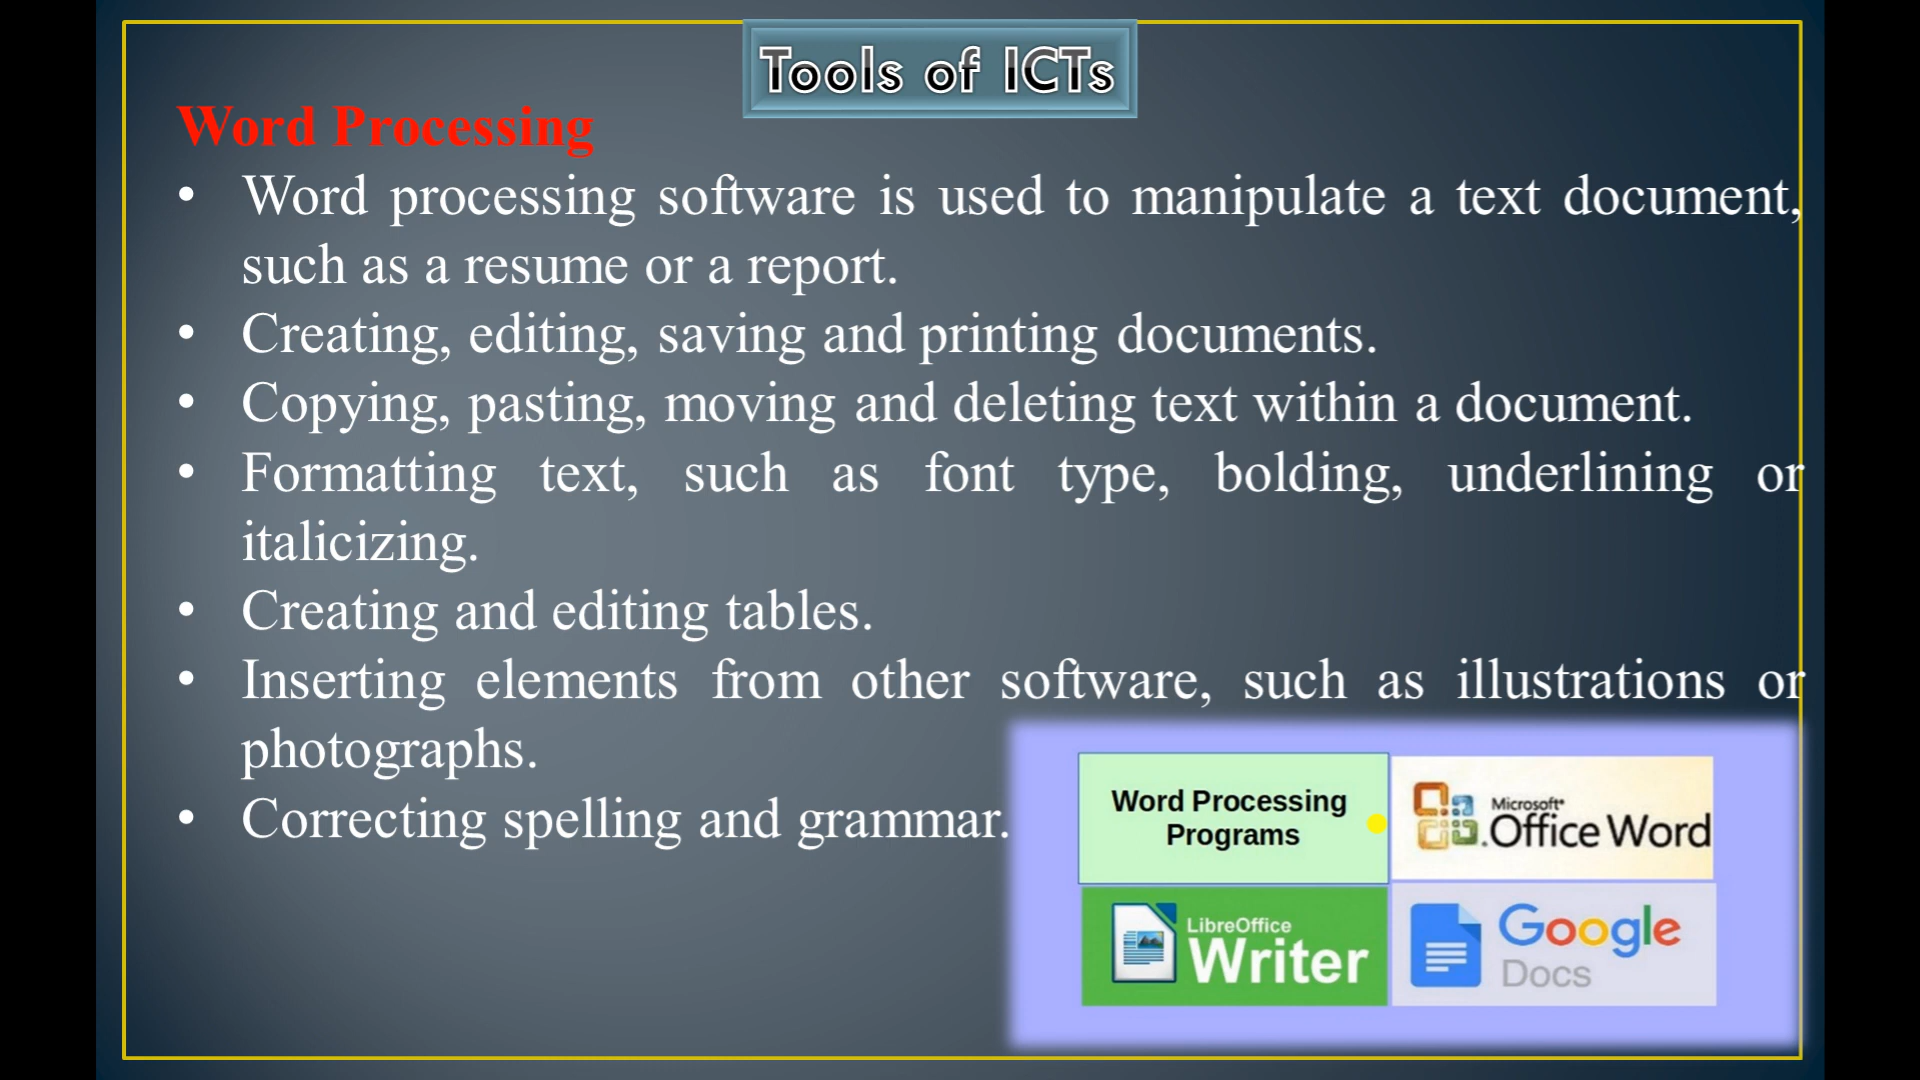 Tools of ICTs
Word Processing
• Word processing software is used to manipulate a text document,
such as a resume or a report.
• Creating, editing, saving and printing documents.
• Copying, pasting, moving and deleting text within a document.
• Formatting text, such as font type, bolding, underlining or
italicizing.
• Creating and editing tables.
• Inserting elements from other software, such as illustrations or
photographs.
• Correcting spelling and grammar.
Word Processing
Programs
Microsoft®
Office Word
LibreOffice
Writer
Google
Docs